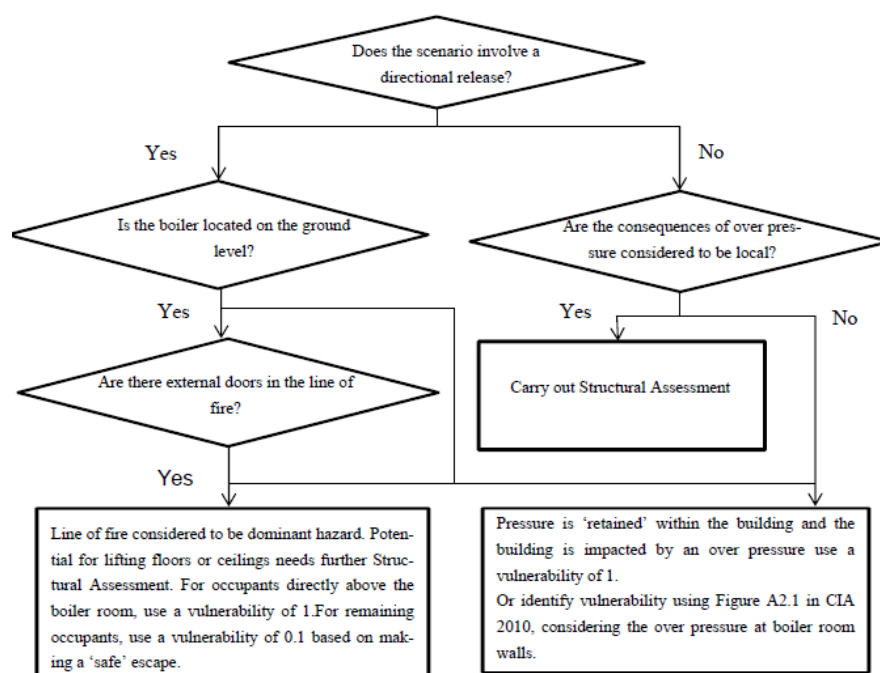 Does the scenario involve a
directional release?
Yes
No
Is the boiler located on the ground
level?
Are the consequences of over pres-
sure considered to be local?
Yes
Yes
No
Are there external doors in the line of
fire?
Carry out Structural Assessment
Yes
Line of fire considered to be dominant hazard. Poten-
tial for lifting floors or ceilings needs further Struc-
tural Assessment. For occupants directly above the
boiler room, use a vulnerability of 1.For remaining
occupants, use a vulnerability of 0.1 based on mak-
ing a ‘safe’ escape.
Pressure is ‘retained’ within the building and the
building is impacted by an over pressure use a
vulnerability of 1.
Or identify vulnerability using Figure A2.1 in CIA
2010, considering the over pressure at boiler room
walls.